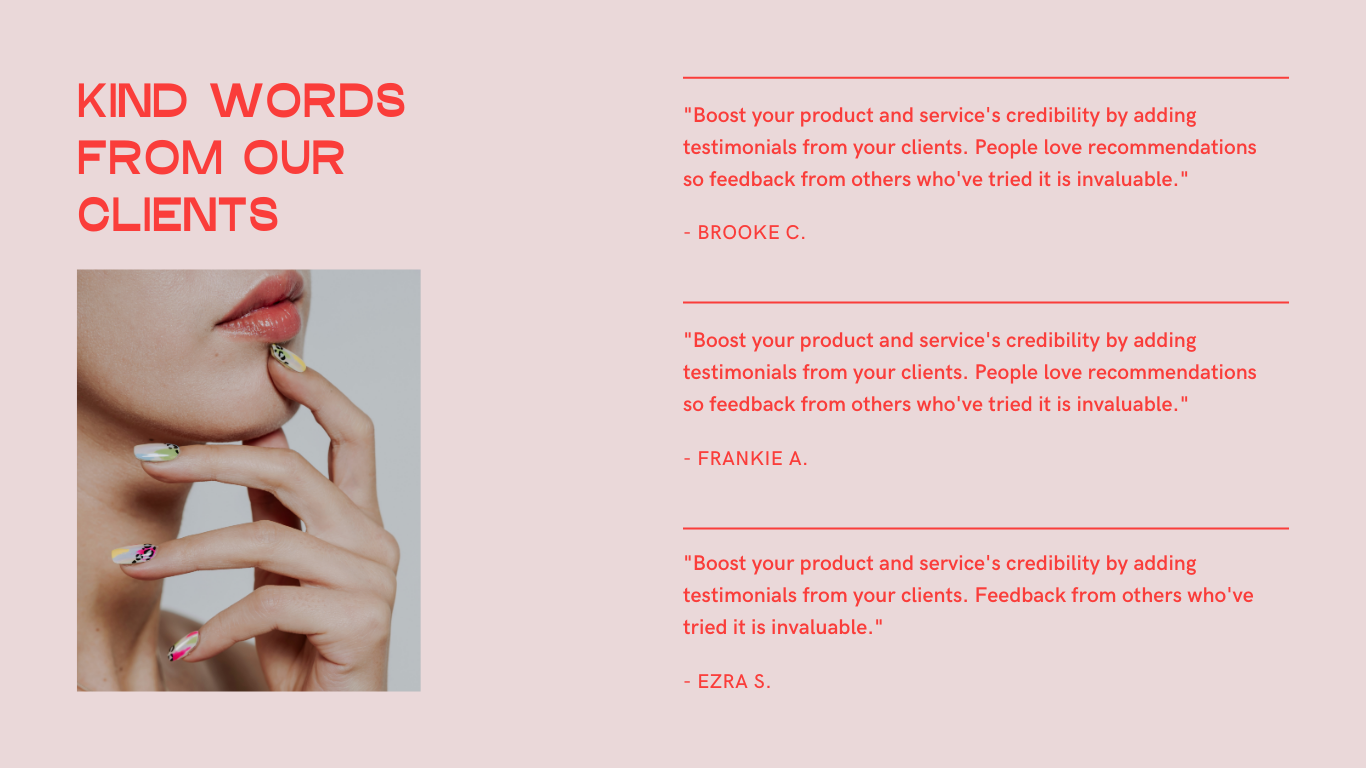 KIND WORDS
FROM OUR
CLIENTS
"Boost your product and service's credibility by adding
testimonials from your clients. People love recommendations
so feedback from others who've tried it is invaluable."
- BROOKE C.
"Boost your product and service's credibility by adding
testimonials from your clients. People love recommendations
so feedback from others who've tried it is invaluable."
- FRANKIE A.
"Boost your product and service's credibility by adding
testimonials from your clients. Feedback from others who've
tried it is invaluable."
- EZRA S.